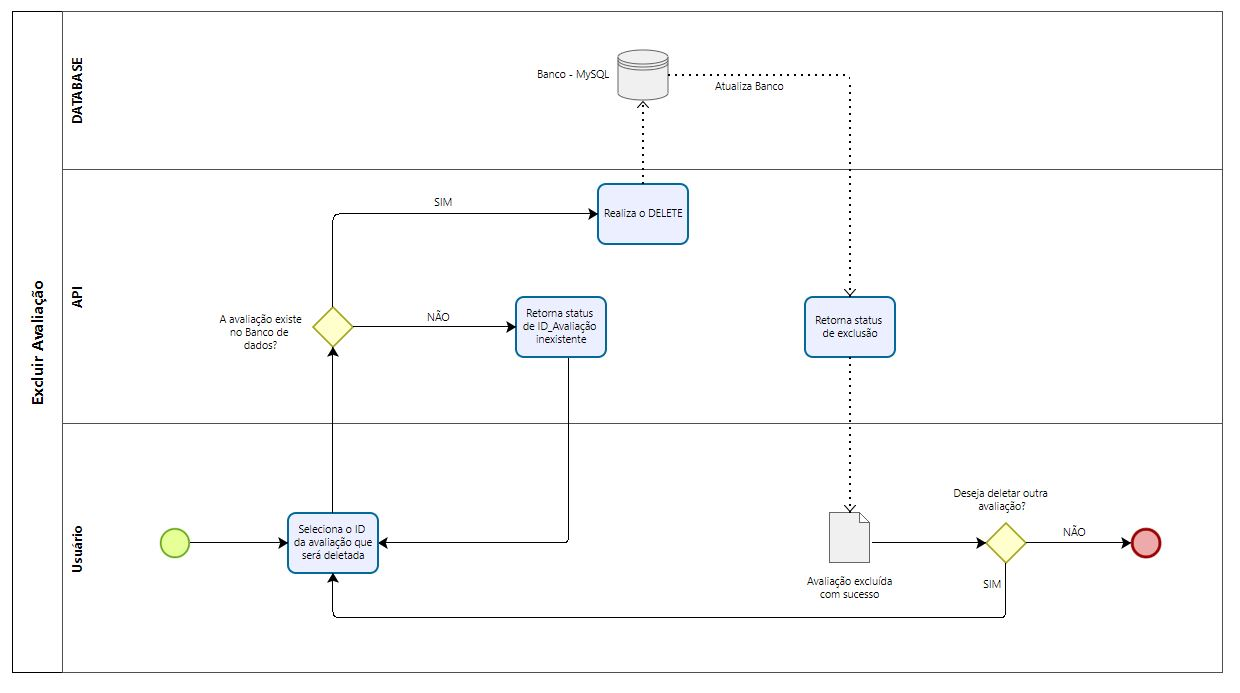 Excluir Avaliação
DATABASE
Banco - MySQL
Atualiza Banco
API
SIM
Realiza o DELETE
A avaliação existe
no Banco de
dados?
NÃO
Retorna status
de ID_Avaliação
inexistente
Retorna status
de exclusão
Usuario
Seleciona o ID
da avaliação que
será deletada
Avaliação excluída
com sucesso
Deseja deletar outra
avaliação?
NÃO
SIM